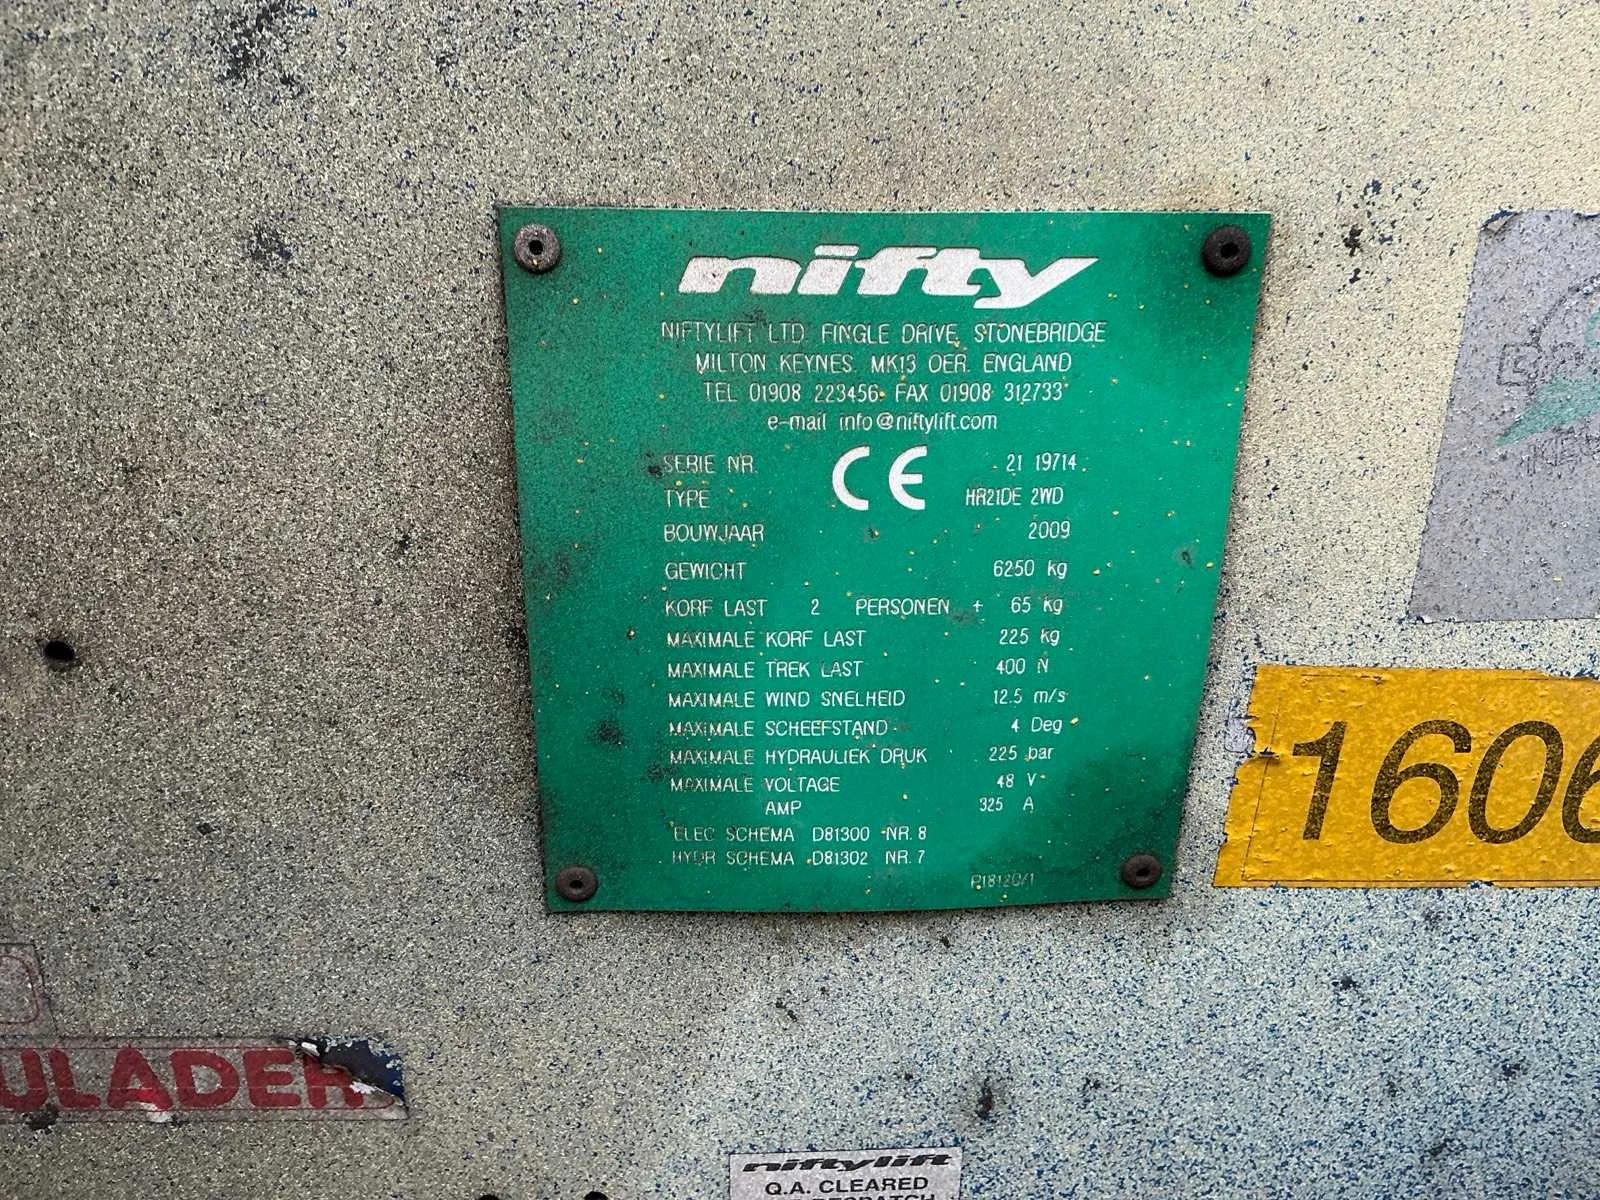 nifty
NIFTYLIFT LTD. FINGLE DRIVE, STONEBRIDGE
MILTON KEYNES. MK13 OER. ENGLAND
TEL 01908 223456 FAX 01908 312733
e-mail info@niftylift.com
SERIE NR. CE 21 19714
TYPE HR21DE 2WD
BOUWJAAR 2009
GEWICHT 6250 kg
KORF LAST 2 PERSONEN + 65 kg
MAXIMALE KORF LAST 225 kg
MAXIMALE TREK LAST 400 N
MAXIMALE WIND SNELHEID 12.5 m/s
MAXIMALE SCHEEFSTAND 4 Deg
MAXIMALE HYDRAULIEK DRUK 225 bar
MAXIMALE VOLTAGE 48 V
AMP 325 A
ELEC SCHEMA D81300 NR. 8
HYDR SCHEMA D81302 NR. 7
P18120/1
1606
ULADER
niftylift
Q.A. CLEARED
DESPATCH